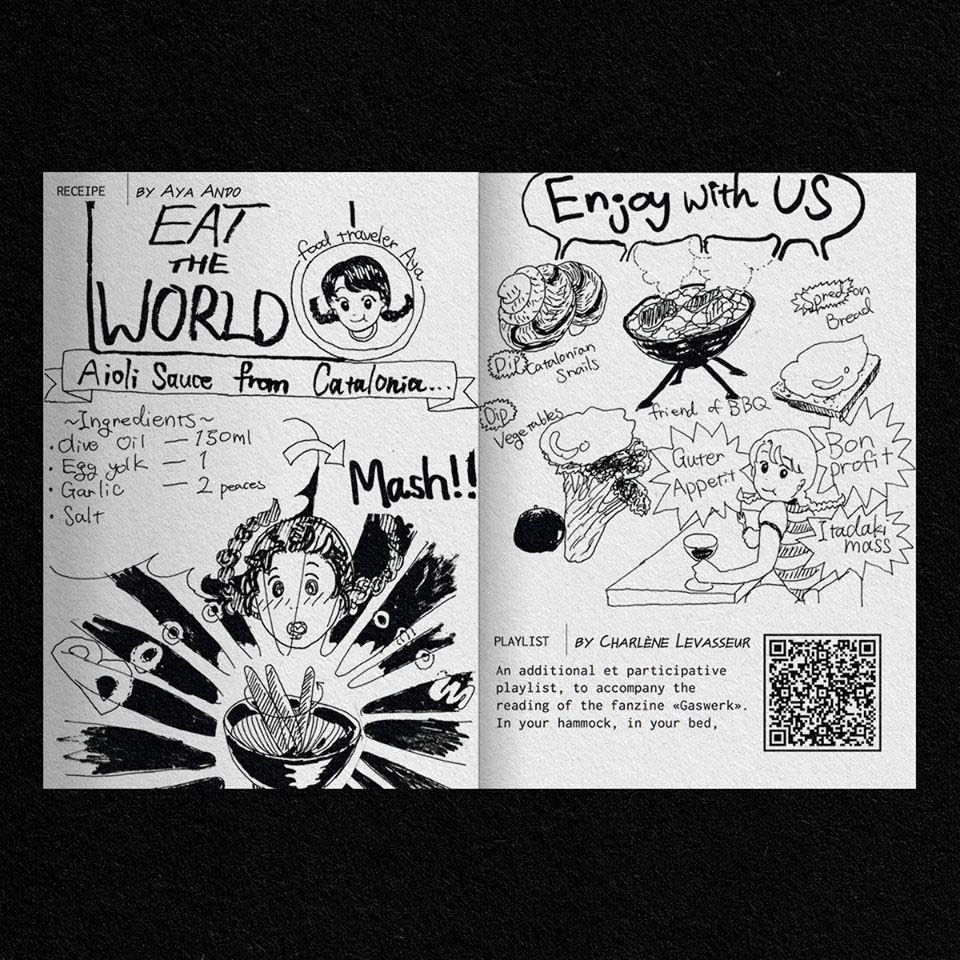 RECEIPE
BY AYA ANDO
EAT
THE
WORLD
food traveler Aya
Aioli Sauce from Catalonia...
~Ingredients~
• Olive Oil — 150ml
• Egg yolk — 1
• Garlic — 2 peaces
• Salt
Mash!!
Enjoy with US
Dip Catalonian
Snails
friend of BBQ
Spred on
Bread
Dip
Vegetables
Guter
Appetit
Bon
profit
Itadaki
mass
PLAYLIST
BY CHARLÈNE LEVASSEUR
An additional et participative
playlist, to accompany the
reading of the fanzine «Gaswerk».
In your hammock, in your bed,